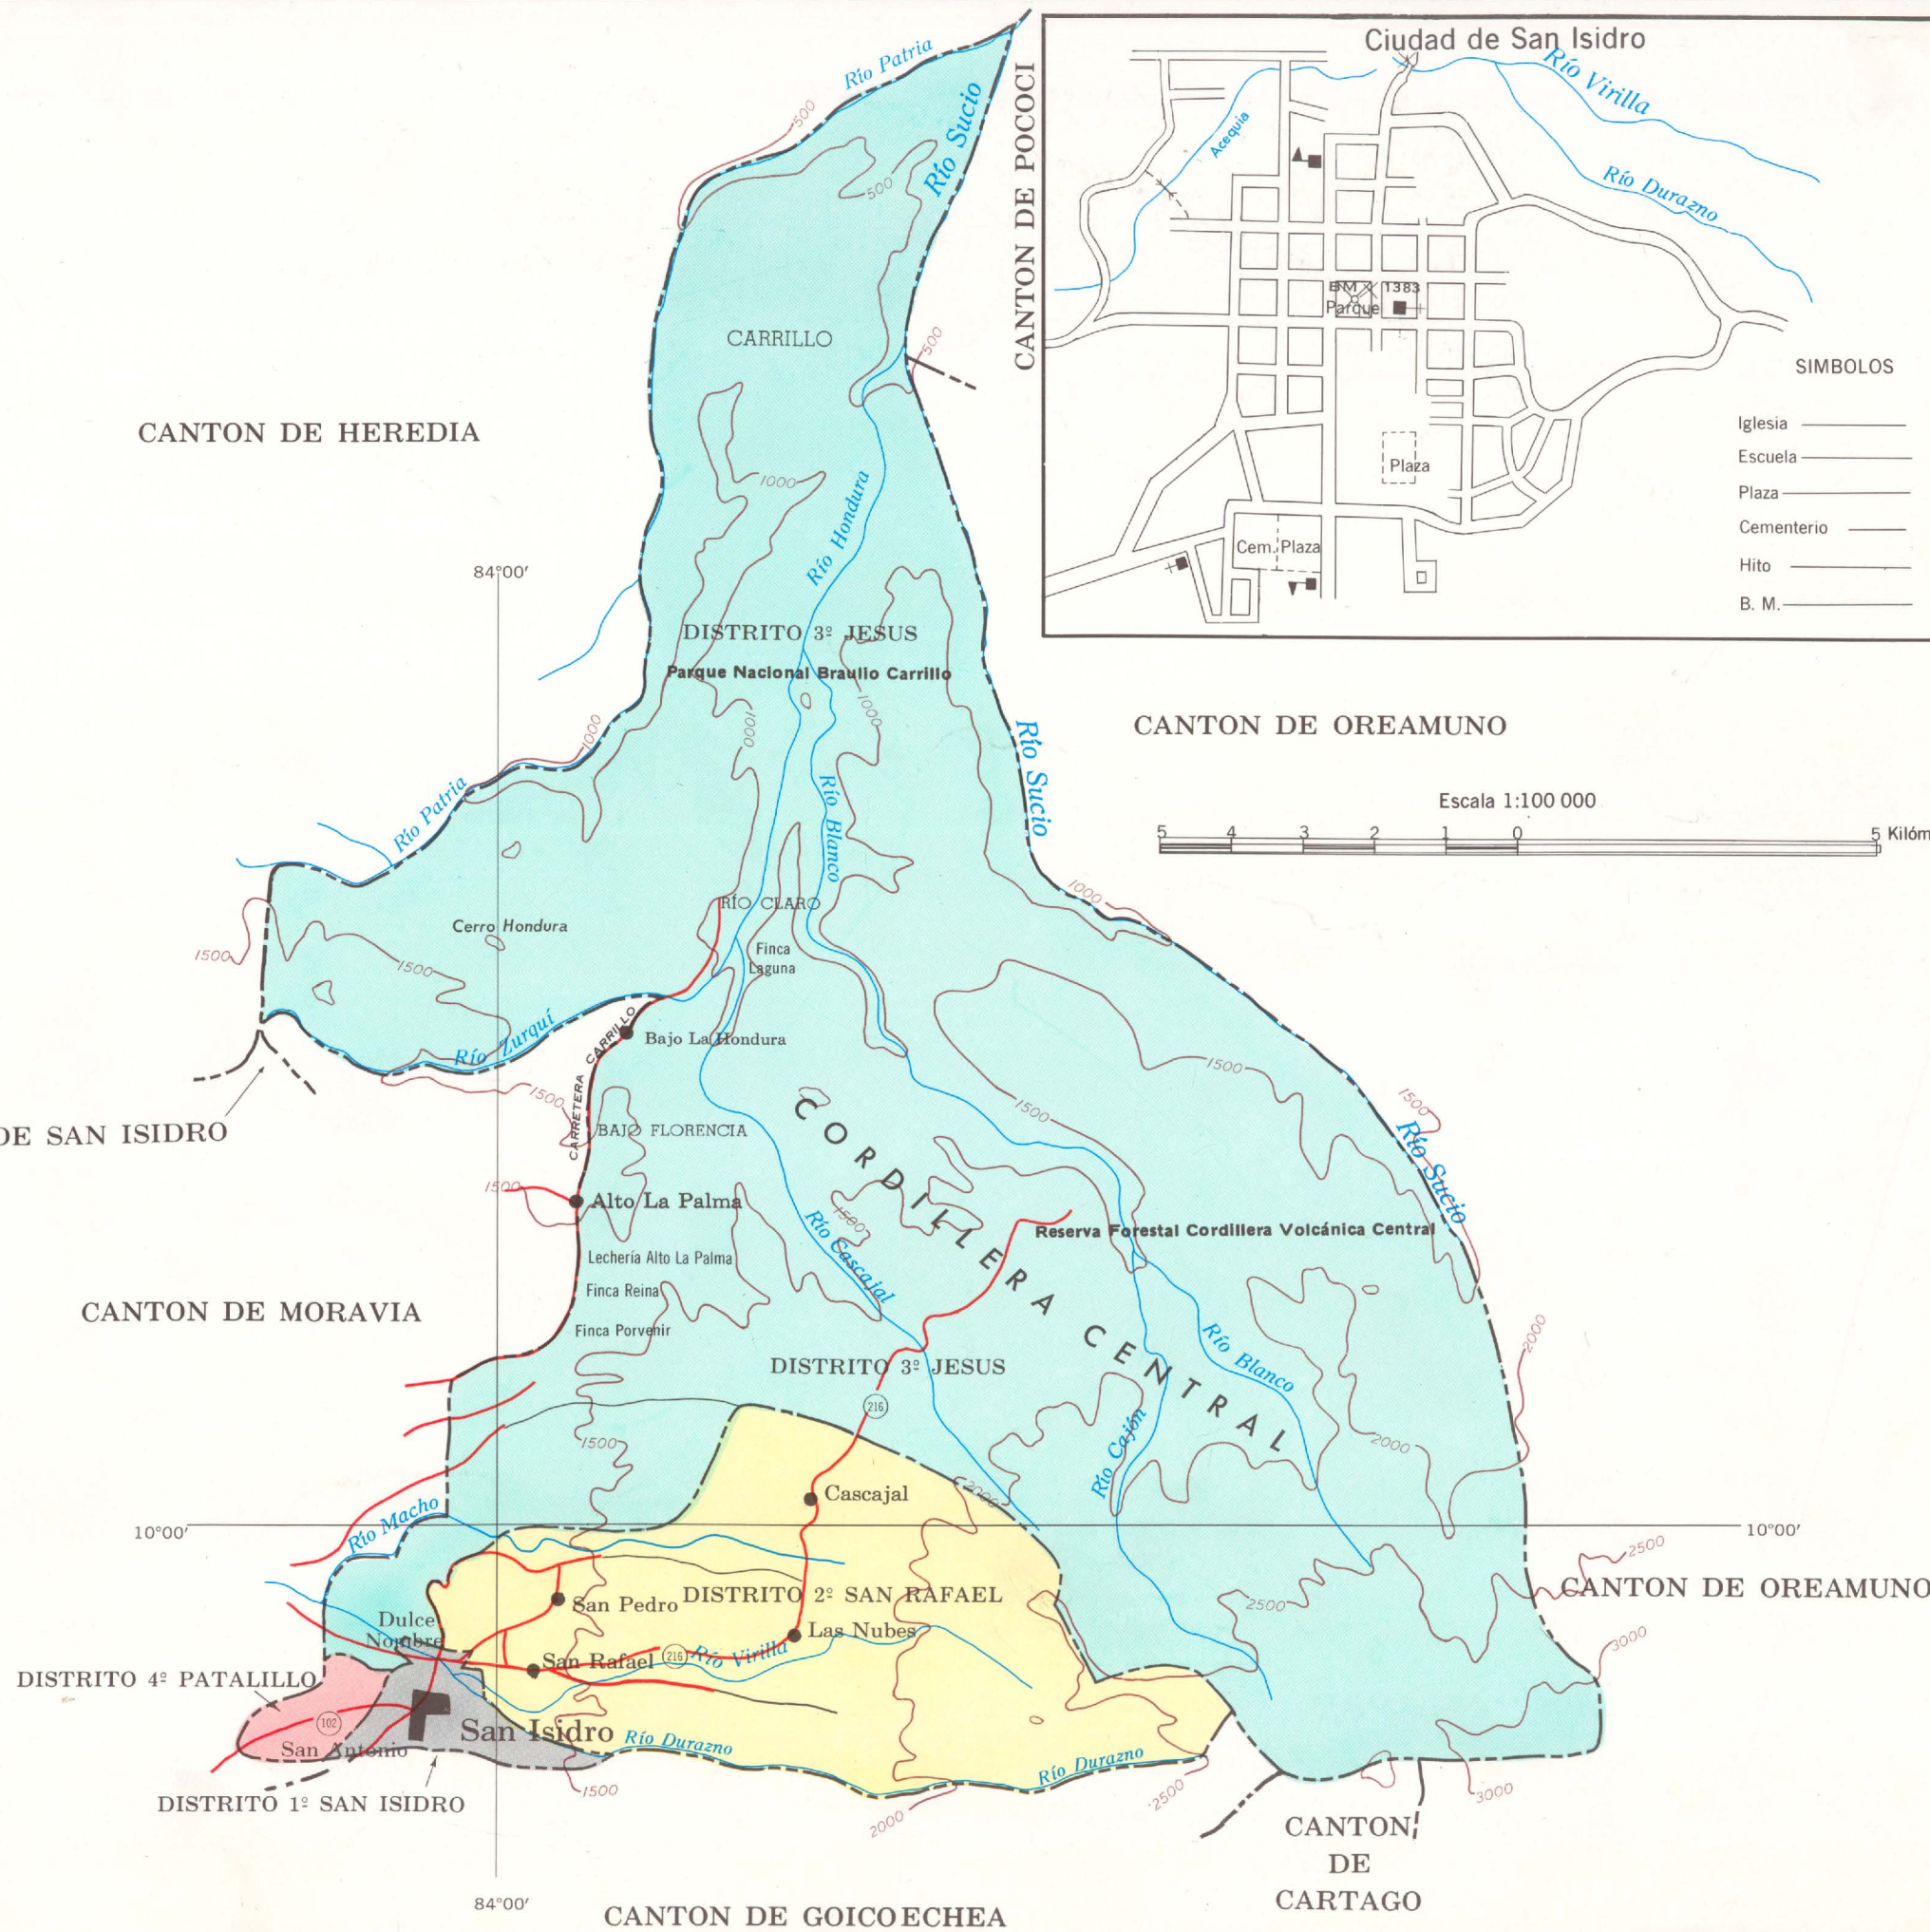 Ciudad de San Isidro
Río Virilla
Río Durazno
Acequia
BM X 1383
Parque
Plaza
Cem.
Plaza
SIMBOLOS
Iglesia
Escuela
Plaza
Cementerio
Hito
B. M.
Río Patria
Río Sucio
CANTON DE POCOCI
500
500
500
CARRILLO
CANTON DE HEREDIA
1000
Río Hondura
84°00′
DISTRITO 3º JESUS
Parque Nacional Braulio Carrillo
1000
1000
1000
Río Sucio
CANTON DE OREAMUNO
Escala 1:100 000
5 4 3 2 1 0 5 Kilóm
Río Patria
Río Blanco
1000
RÍO CLARO
Cerro Hondura
Finca
Laguna
1500
1500
Río Zurquí
CARRETERA CARRILLO
Bajo La Hondura
1500
1500
1500
1500
DE SAN ISIDRO
BAJO FLORENCIA
CORDILLERA CENTRAL
Río Sucio
1500
Alto La Palma
1500
Río Cascajal
Reserva Forestal Cordillera Volcánica Central
Lechería Alto La Palma
Finca Reina
CANTON DE MORAVIA
Finca Porvenir
2000
Río Blanco
DISTRITO 3º JESUS
216
Río Cajón
1500
2000
Cascajal
2000
Río Macho
10°00′
10°00′
2500
CANTON DE OREAMUNO
San Pedro
DISTRITO 2º SAN RAFAEL
2500
Dulce
Nombre
Las Nubes
3000
San Rafael
216
Río Virilla
DISTRITO 4º PATALILLO
102
San Isidro
San Antonio
Río Durazno
Río Durazno
1500
2500
3000
DISTRITO 1º SAN ISIDRO
2000
CANTON
DE
CARTAGO
84°00′
CANTON DE GOICOECHEA